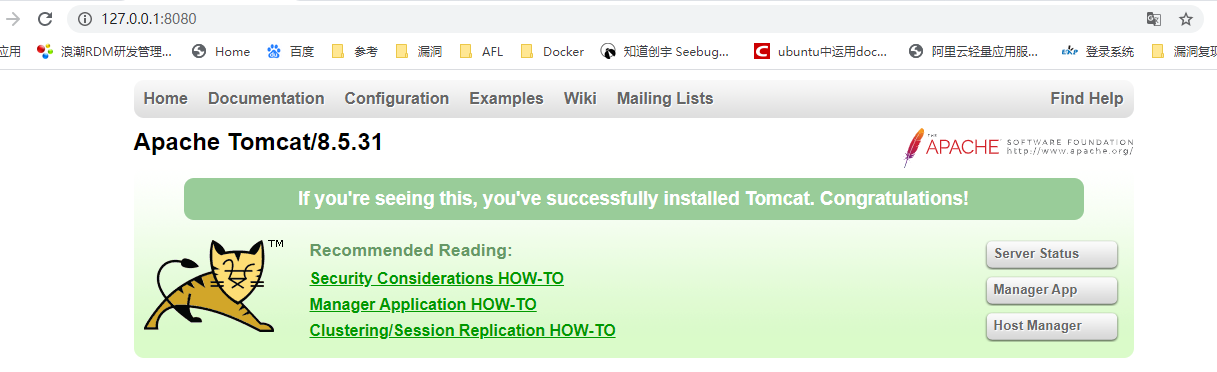 127.0.0.1:8080
应用 浪潮RDM研发管理... Home 百度 参考 漏洞 AFL Docker 知道创宇 Seebug... ubuntu中运用doc... 阿里云轻量应用服... 登录系统 漏洞复现
Home Documentation Configuration Examples Wiki Mailing Lists Find Help
Apache Tomcat/8.5.31
THE APACHE SOFTWARE FOUNDATION
http://www.apache.org/
If you're seeing this, you've successfully installed Tomcat. Congratulations!
TM
Recommended Reading:
Security Considerations HOW-TO
Manager Application HOW-TO
Clustering/Session Replication HOW-TO
Server Status
Manager App
Host Manager